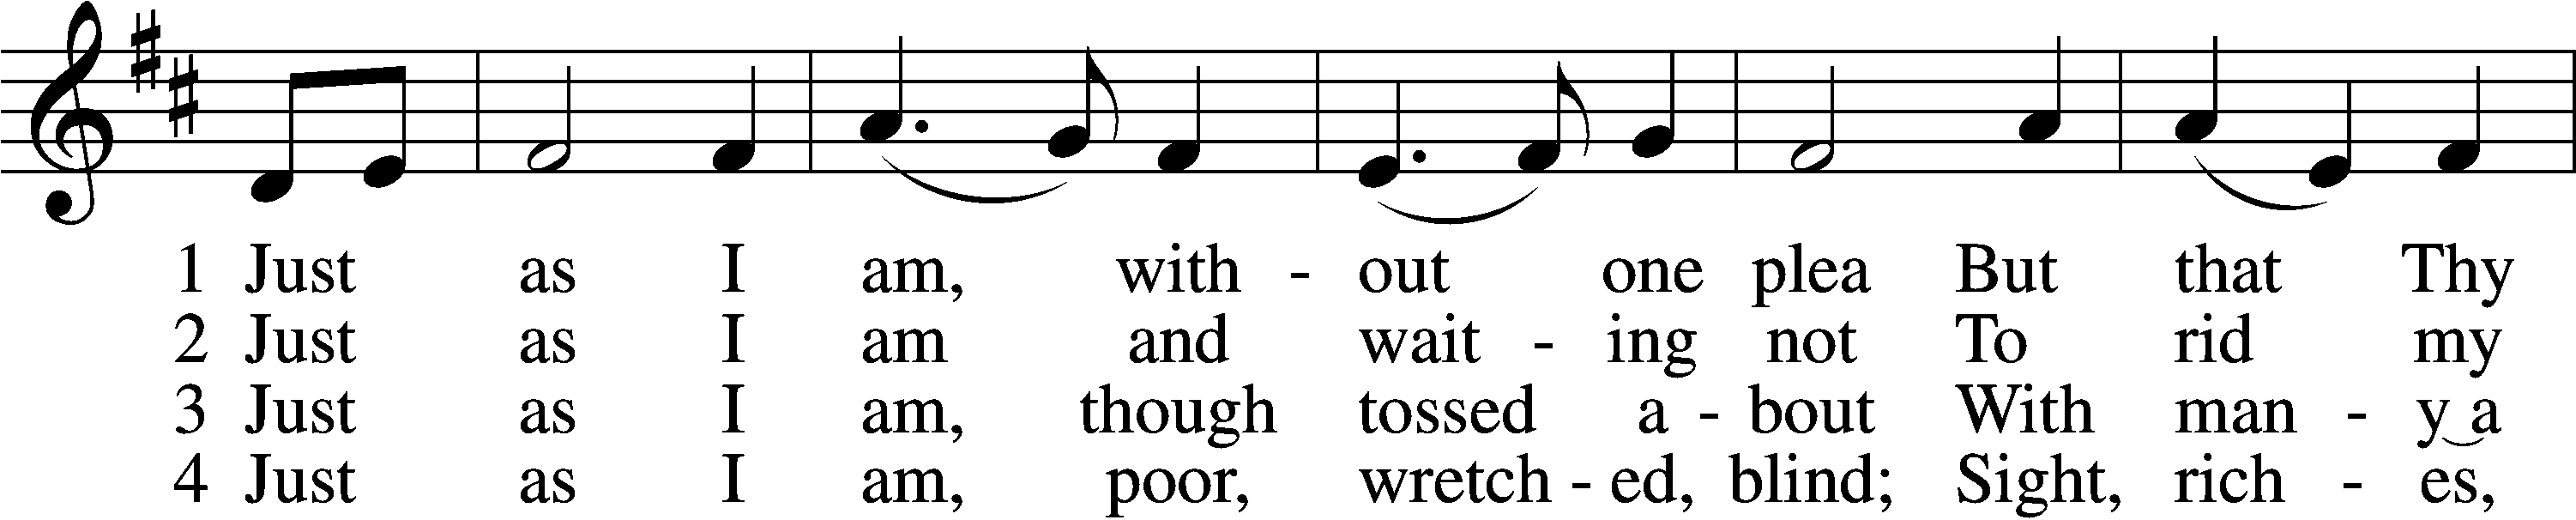 1 Just as I am, with - out one plea But that Thy
2 Just as I am and wait - ing not To rid my
3 Just as I am, though tossed a - bout With man - y a
4 Just as I am, poor, wretch - ed, blind; Sight, rich - es,